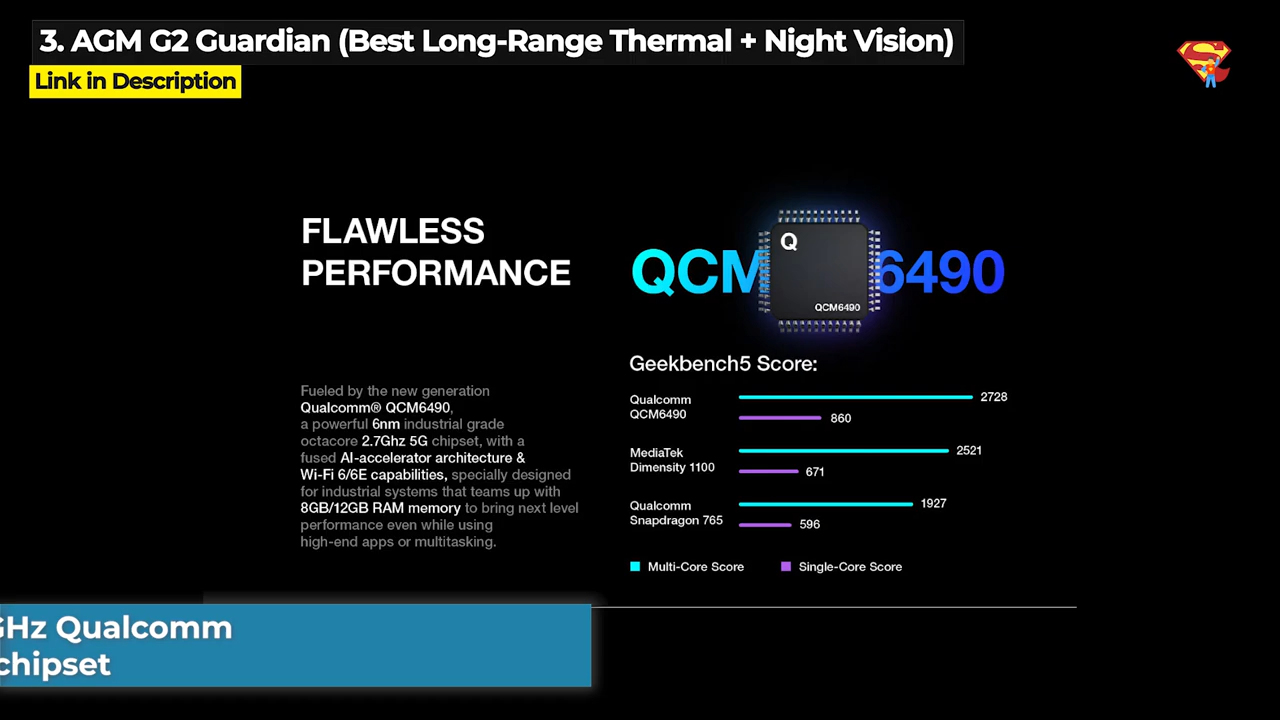 3. AGM G2 Guardian (Best Long-Range Thermal + Night Vision)
Link in Description
FLAWLESS
PERFORMANCE
Fueled by the new generation
Qualcomm® QCM6490,
a powerful 6nm industrial grade
octacore 2.7Ghz 5G chipset, with a
fused AI-accelerator architecture &
Wi-Fi 6/6E capabilities, specially designed
for industrial systems that teams up with
8GB/12GB RAM memory to bring next level
performance even while using
high-end apps or multitasking.
QCM 6490
Q
QCM6490
Geekbench5 Score:
Qualcomm
QCM6490
2728
860
MediaTek
Dimensity 1100
2521
671
Qualcomm
Snapdragon 765
1927
596
Multi-Core Score
Single-Core Score
GHz Qualcomm
chipset